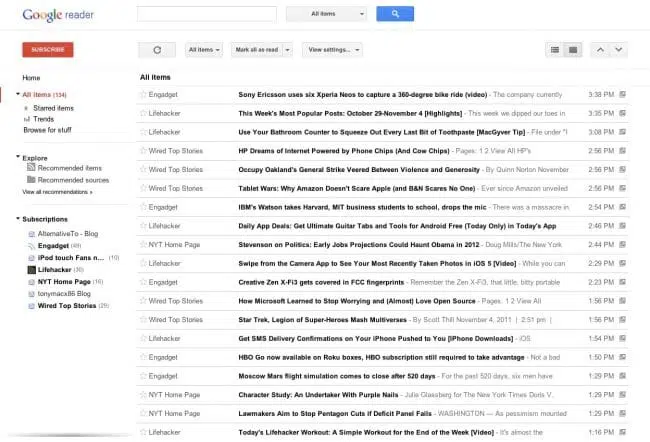 Google reader
All items
SUBSCRIBE
All items
Mark all as read
View settings...
Home
All items (134)
Starred items
Trends
Browse for stuff
Explore
Recommended items
Recommended sources
View all recommendations »
Subscriptions
AlternativeTo - Blog
Engadget (49)
iPod touch Fans n... (10)
Lifehacker (30)
NYT Home Page (16)
tonymacx86 Blog
Wired Top Stories (29)
All items
Engadget Sony Ericsson uses six Xperia Neos to capture a 360-degree bike ride (video) - The company currently 3:38 PM
Lifehacker This Week's Most Popular Posts: October 29-November 4 [Highlights] - This week we dipped our toes in 3:35 PM
Lifehacker Use Your Bathroom Counter to Squeeze Out Every Last Bit of Toothpaste [MacGyver Tip] - File under "I 3:08 PM
Wired Top Stories HP Dreams of Internet Powered by Phone Chips (And Cow Chips) - Pages: 1 2 View All HP's 2:56 PM
Wired Top Stories Occupy Oakland's General Strike Veered Between Violence and Generosity - By Quinn Norton November 2:56 PM
Wired Top Stories Tablet Wars: Why Amazon Doesn't Scare Apple (and B&N Scares No One) - Ever since Amazon unveiled 2:56 PM
Engadget IBM's Watson takes Harvard, MIT business students to school, drops the mic - There was a massacre in 2:54 PM
Lifehacker Daily App Deals: Get Ultimate Guitar Tabs and Tools for Android Free (Today Only) in Today's App 2:46 PM
NYT Home Page Stevenson on Politics: Early Jobs Projections Could Haunt Obama in 2012 - Doug Mills/The New York 2:44 PM
Lifehacker Swipe from the Camera App to See Your Most Recently Taken Photos in iOS 5 [Video] - While you can 2:29 PM
Engadget Creative Zen X-Fi3 gets covered in FCC fingerprints - Remember the Zen X-Fi3, that little, bitty portable 2:23 PM
Wired Top Stories How Microsoft Learned to Stop Worrying and (Almost) Love Open Source - Pages: 1 2 View All 1:56 PM
Wired Top Stories Star Trek, Legion of Super-Heroes Mash Multiverses - By Scott Thill November 4, 2011 | 2:51 pm | 1:56 PM
Lifehacker Get SMS Delivery Confirmations on Your iPhone Pushed to You [iPhone Downloads] - iOS 1:54 PM
Engadget HBO Go now available on Roku boxes, HBO subscription still required to take advantage - Not a bad 1:50 PM
Engadget Moscow Mars flight simulation comes to close after 520 days - For the past 520 days, six men have 1:29 PM
NYT Home Page Character Study: An Undertaker With Purple Nails - Julie Glassberg for The New York Times Doris V. 1:29 PM
NYT Home Page Lawmakers Aim to Stop Pentagon Cuts if Deficit Panel Fails - WASHINGTON — As pessimism mounted 1:29 PM
Lifehacker Today's Lifehacker Workout: A Simple Workout for the End of the Week [Video] - It's almost the 1:16 PM